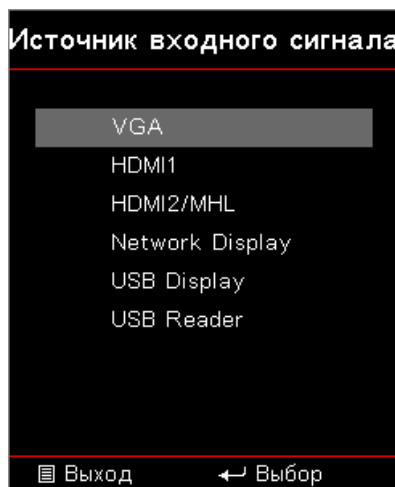 Источник входного сигнала
VGA
HDMI1
HDMI2/MHL
Network Display
USB Display
USB Reader
Выход Выбор